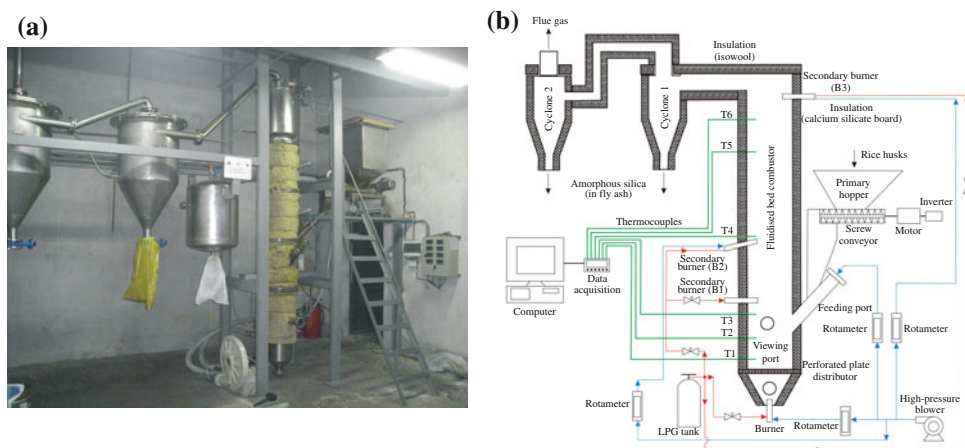 (a)
(b)
Flue gas
Insulation
(isowool)
Secondary burner
(B3)
Insulation
(calcium silicate board)
Cyclone 2
Cyclone 1
T6
T5
Amorphous silica
(in fly ash)
Fluidised bed combustor
Rice husks
Primary
hopper
Inverter
Thermocouples
T4
Screw
conveyor
Motor
Secondary
burner (B2)
Data
acquisition
Secondary
burner (B1)
Computer
Feeding port
T3
T2
T1
Viewing
port
Rotameter
Rotameter
Perforated plate
distributor
Rotameter
LPG tank
Burner
Rotameter
High-pressure
blower